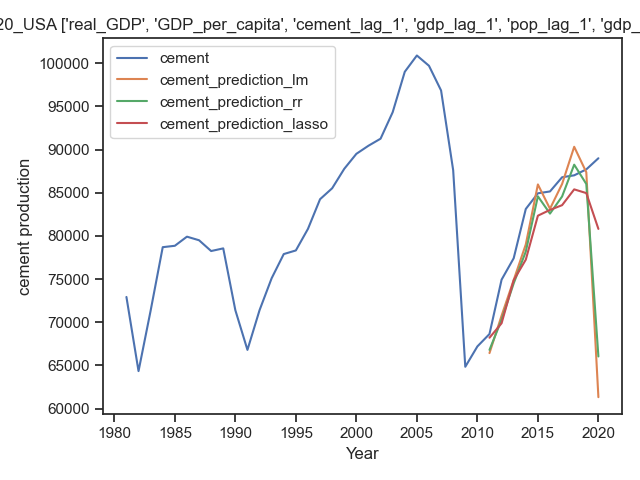 20_USA ['real_GDP', 'GDP_per_capita', 'cement_lag_1', 'gdp_lag_1', 'pop_lag_1', 'gdp_
cement
cement_prediction_lm
cement_prediction_rr
cement_prediction_lasso
100000
95000
90000
85000
80000
75000
70000
65000
60000
cement production
1980 1985 1990 1995 2000 2005 2010 2015 2020
Year